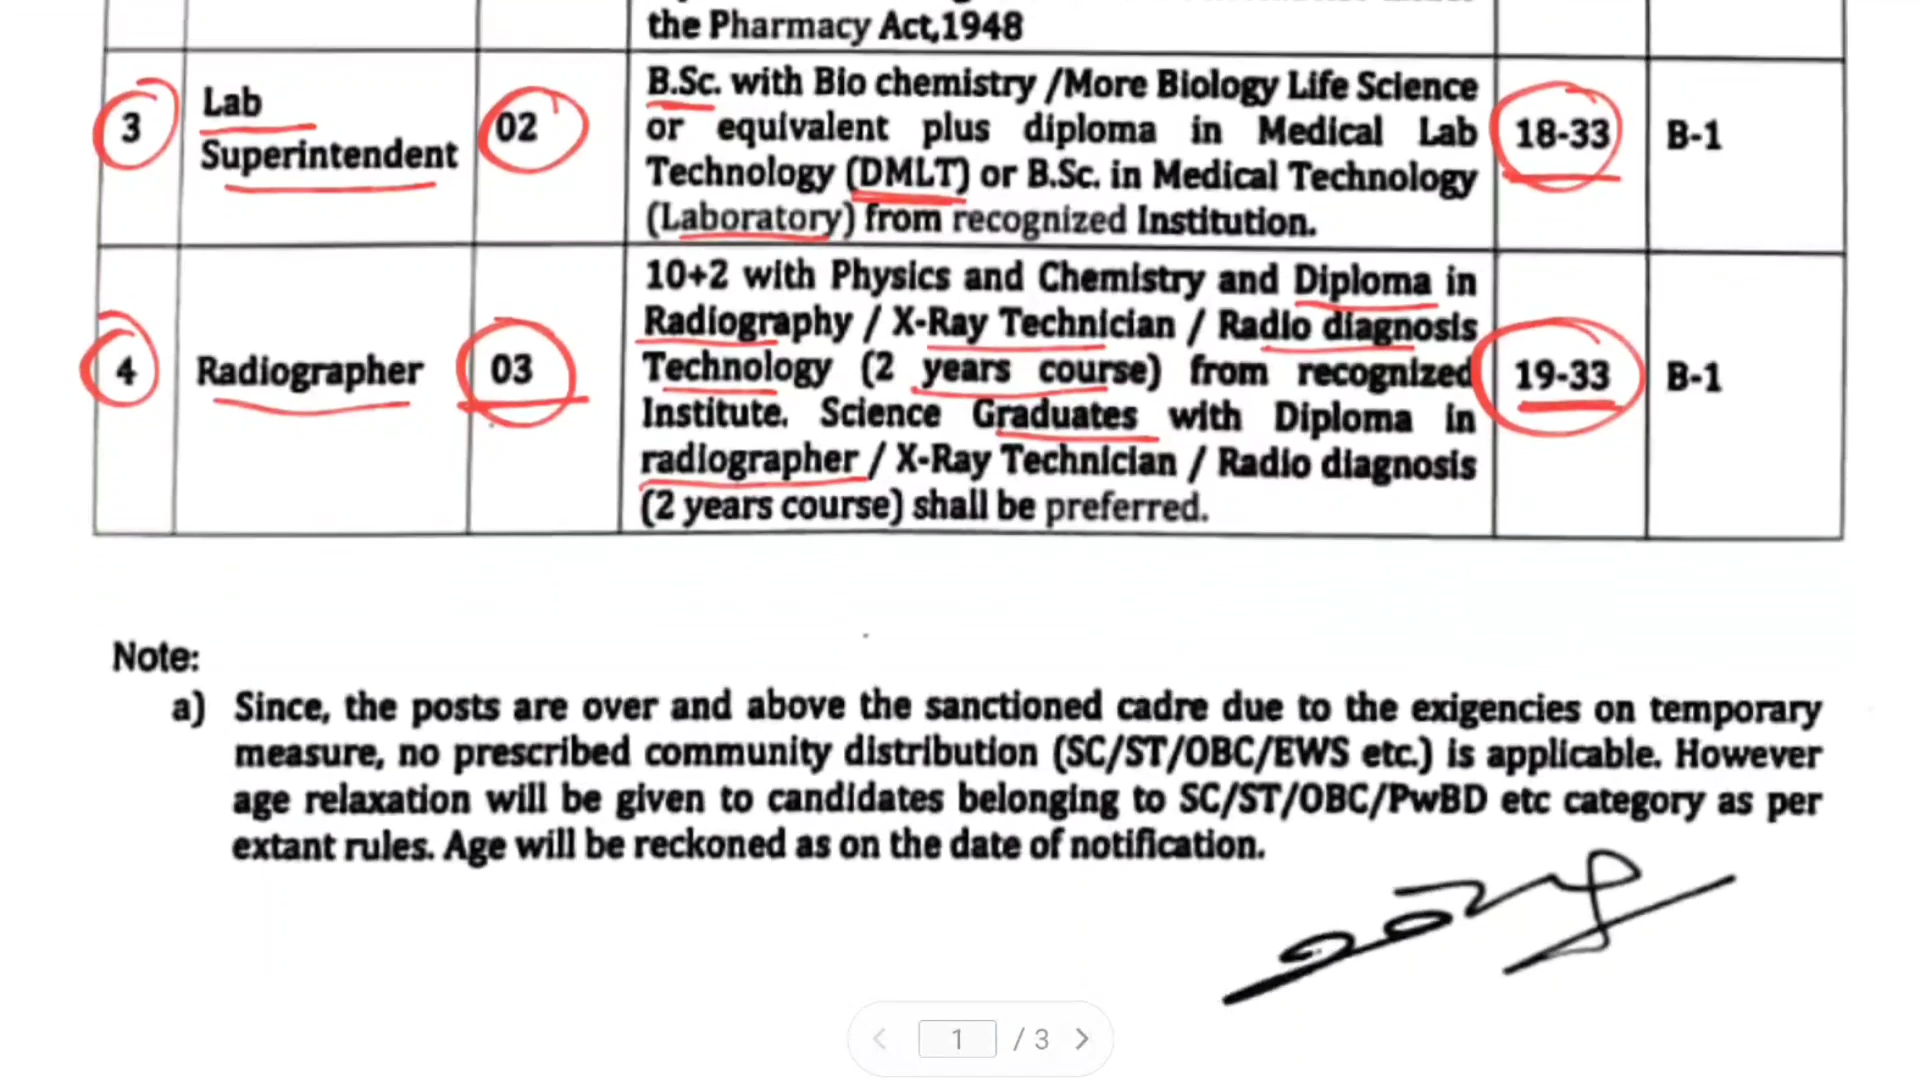 the Pharmacy Act,1948
3
Lab
Superintendent
02
B.Sc. with Bio chemistry /More Biology Life Science
or equivalent plus diploma in Medical Lab
Technology (DMLT) or B.Sc. in Medical Technology
(Laboratory) from recognized Institution.
18-33
B-1
4
Radiographer
03
10+2 with Physics and Chemistry and Diploma in
Radiography / X-Ray Technician / Radio diagnosis
Technology (2 years course) from recognized
Institute. Science Graduates with Diploma in
radiographer / X-Ray Technician / Radio diagnosis
(2 years course) shall be preferred.
19-33
B-1
Note:
a) Since, the posts are over and above the sanctioned cadre due to the exigencies on temporary
measure, no prescribed community distribution (SC/ST/OBC/EWS etc.) is applicable. However
age relaxation will be given to candidates belonging to SC/ST/OBC/PwBD etc category as per
extant rules. Age will be reckoned as on the date of notification.
1 / 3